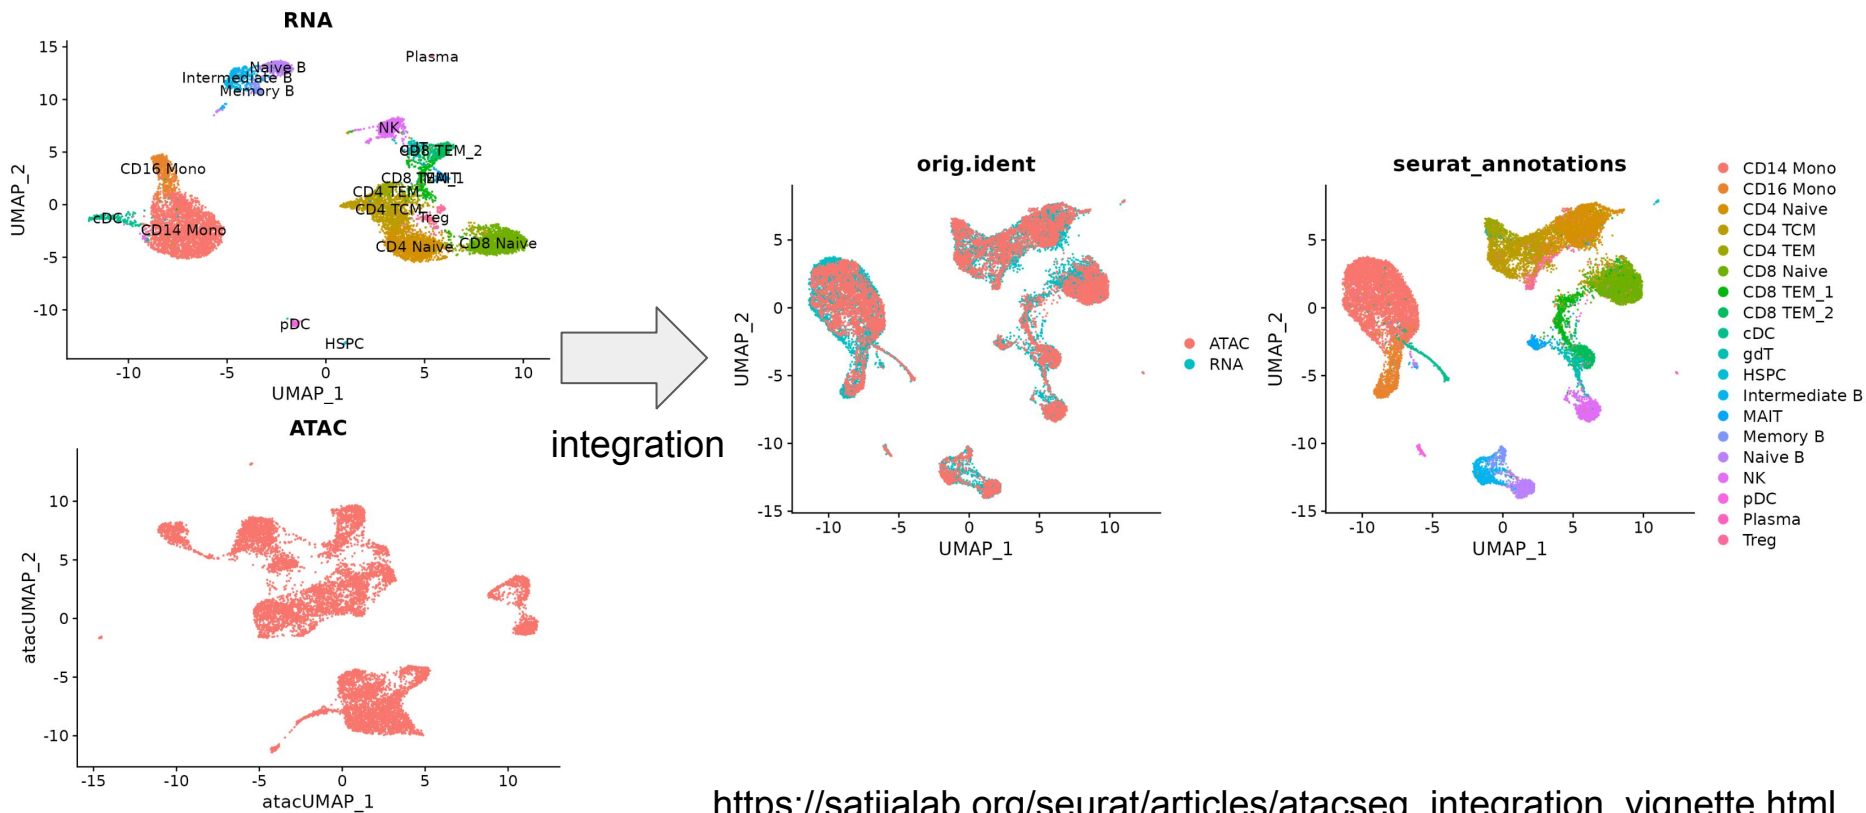 RNA
UMAP_2
15
10
5
0
-5
-10
Plasma
Naive B
Intermediate B
Memory B
NK
CD8 TEM_2
CD16 Mono
CD4 TEM
CD4 TCM
Treg
cDC
CD14 Mono
CD4 Naive
CD8 Naive
pDC
HSPC
-10 -5 0 5 10
UMAP_1
integration
ATAC
atacUMAP_2
10
5
0
-5
-10
-15 -10 -5 0 5 10
atacUMAP_1
orig.ident
UMAP_2
5
0
-5
-10
-15
-10 -5 0 5 10
UMAP_1
ATAC
RNA
seurat_annotations
UMAP_2
5
0
-5
-10
-15
-10 -5 0 5 10
UMAP_1
CD14 Mono
CD16 Mono
CD4 Naive
CD4 TCM
CD4 TEM
CD8 Naive
CD8 TEM_1
CD8 TEM_2
cDC
gdT
HSPC
Intermediate B
MAIT
Memory B
Naive B
NK
pDC
Plasma
Treg
https://satijalab.org/seurat/articles/atacseq_integration_vignette.html